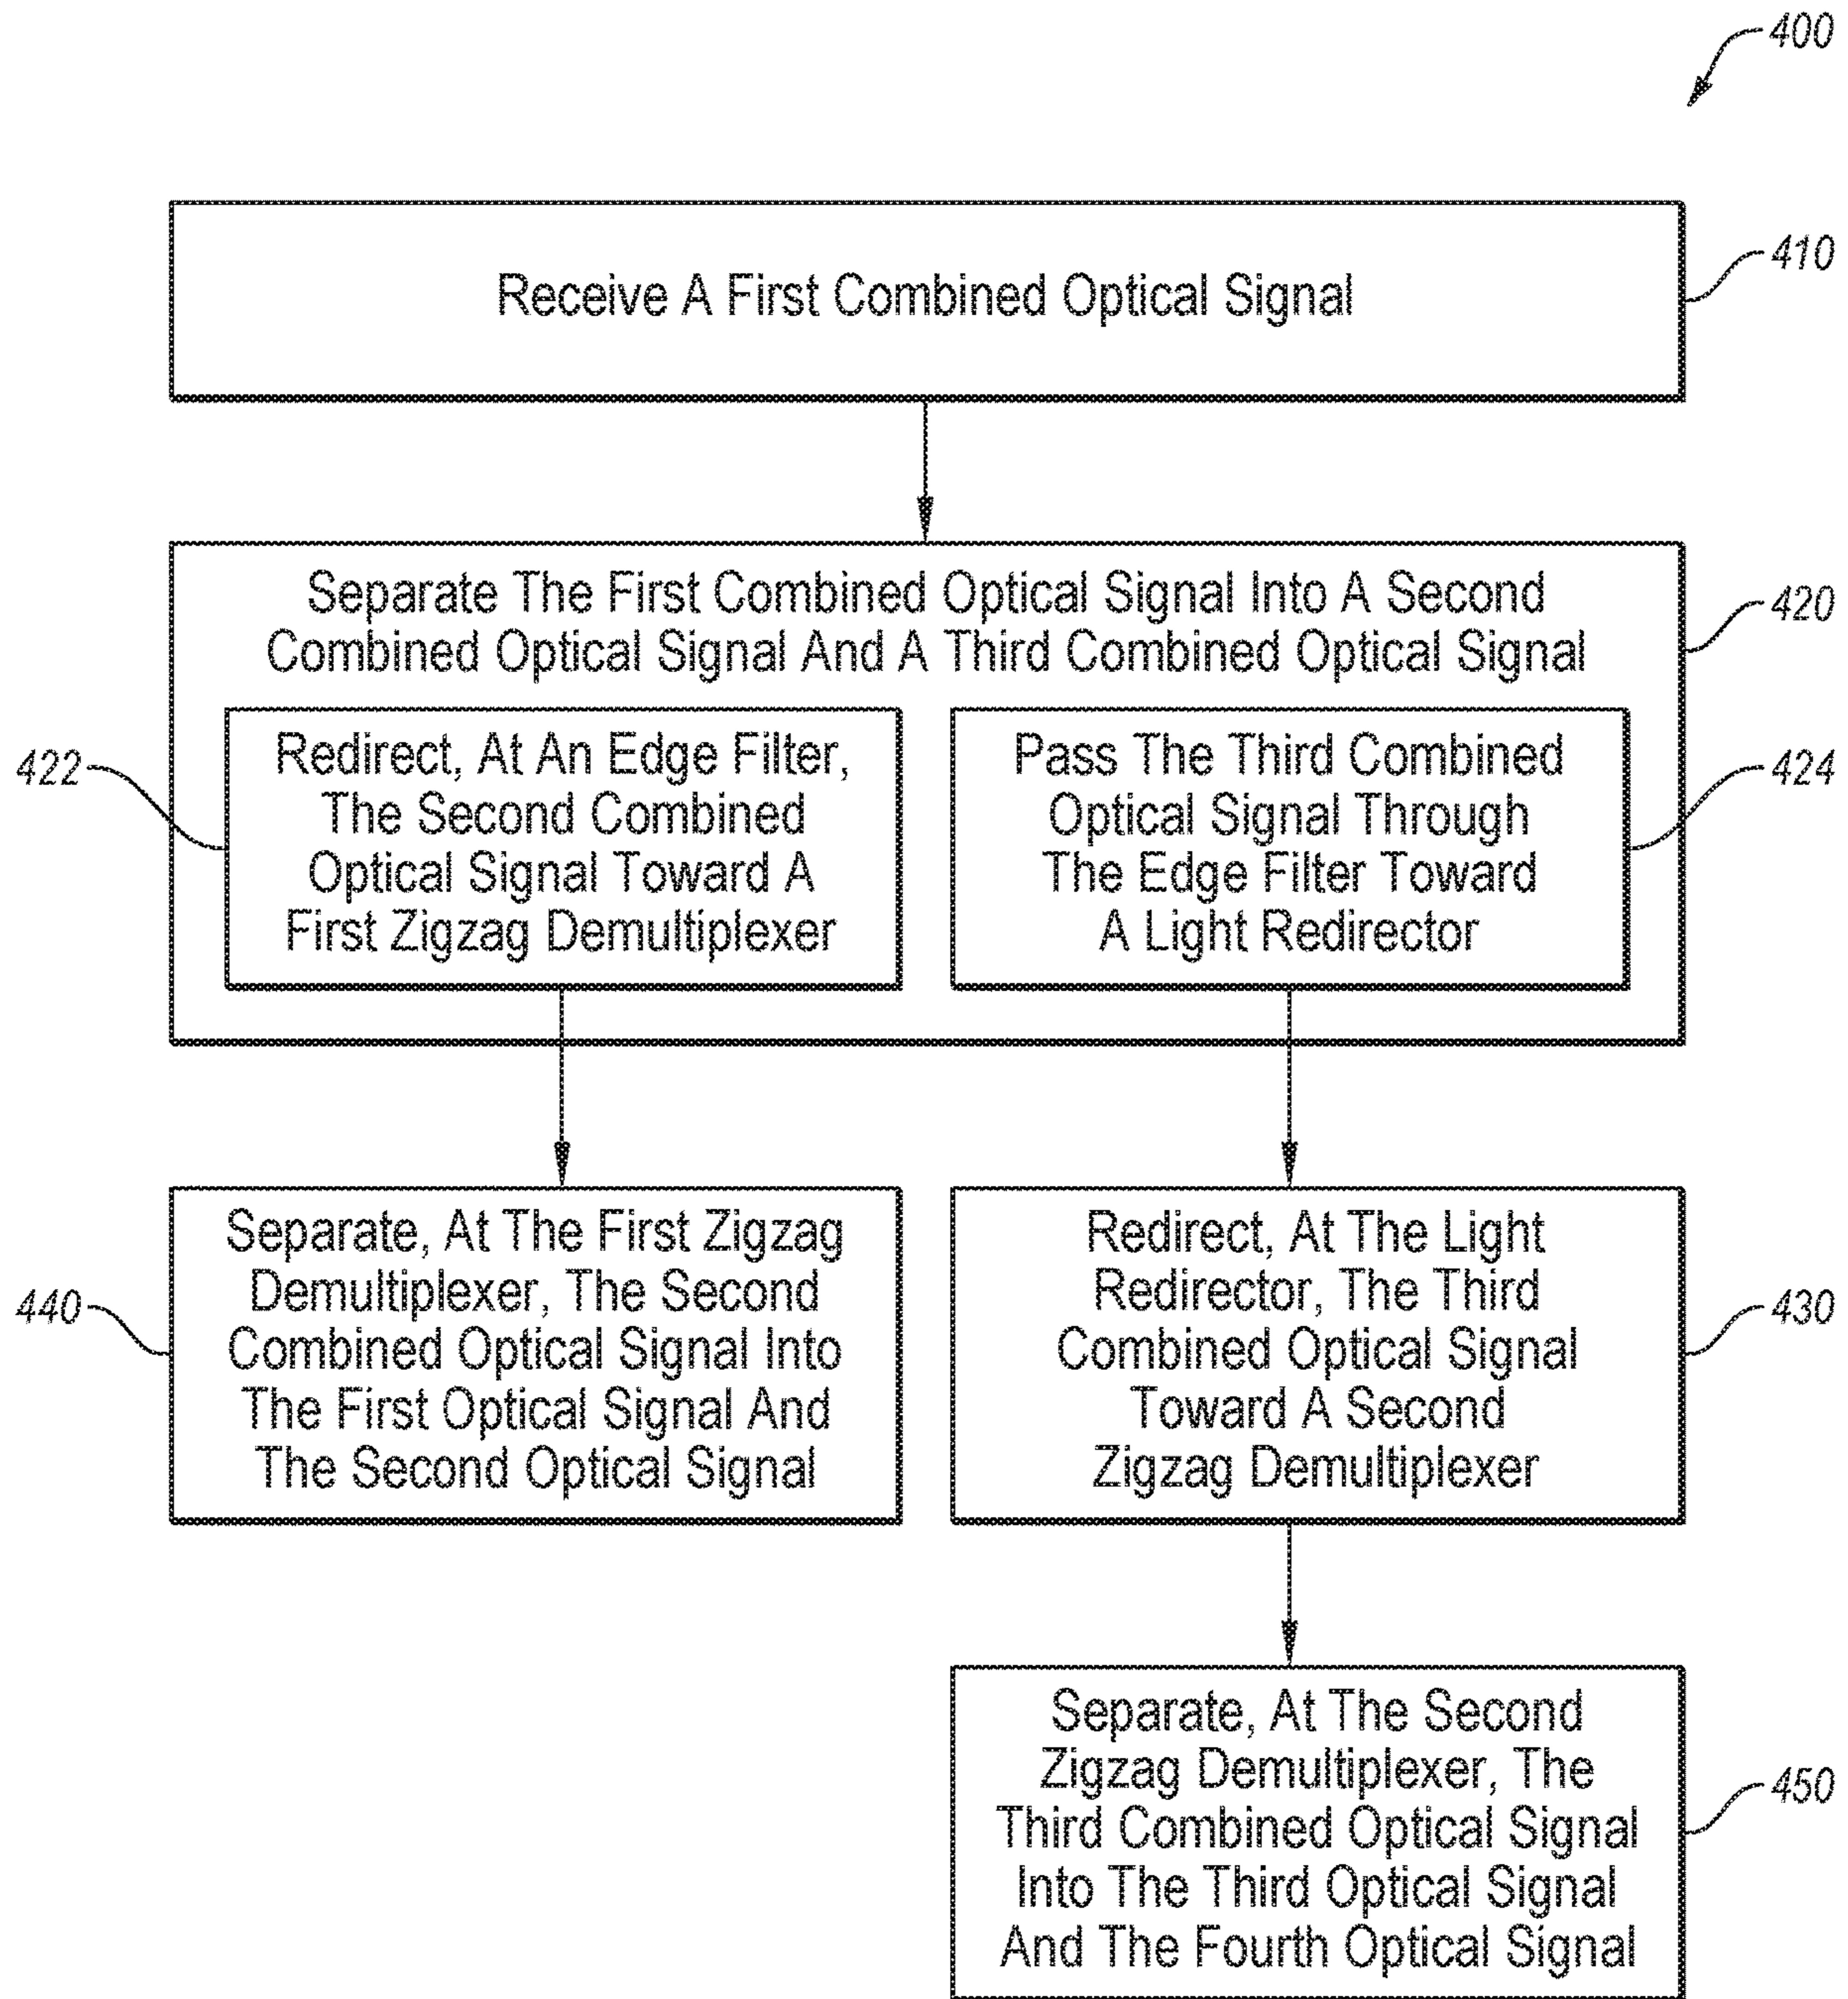 400
Receive A First Combined Optical Signal
410
Separate The First Combined Optical Signal Into A Second
Combined Optical Signal And A Third Combined Optical Signal
420
422
Redirect, At An Edge Filter,
The Second Combined
Optical Signal Toward A
First Zigzag Demultiplexer
Pass The Third Combined
Optical Signal Through
The Edge Filter Toward
A Light Redirector
424
440
Separate, At The First Zigzag
Demultiplexer, The Second
Combined Optical Signal Into
The First Optical Signal And
The Second Optical Signal
Redirect, At The Light
Redirector, The Third
Combined Optical Signal
Toward A Second
Zigzag Demultiplexer
430
Separate, At The Second
Zigzag Demultiplexer, The
Third Combined Optical Signal
Into The Third Optical Signal
And The Fourth Optical Signal
450